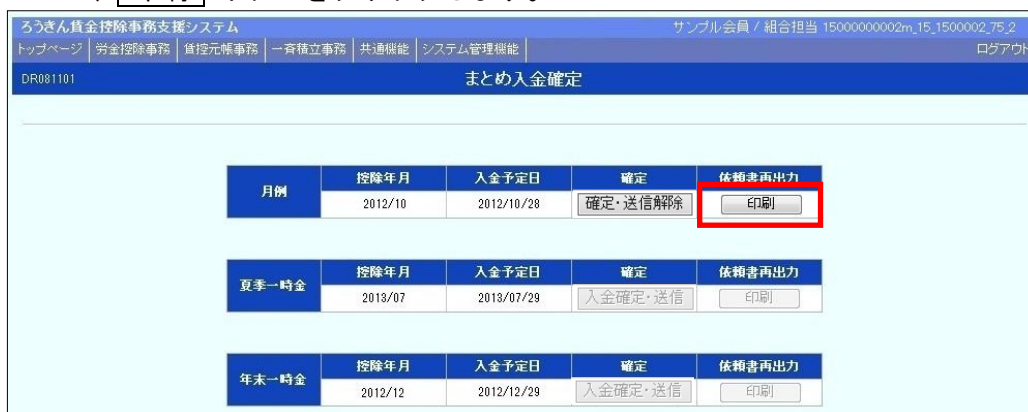 ろうきん賃金控除事務支援システム サンプル会員 / 組合担当 15000000002m_15_1500002_75_2
トップページ 労金控除事務 賃控元帳事務 一斉積立事務 共通機能 システム管理機能 ログアウト
DR081101 まとめ入金確定
月例 控除年月 入金予定日 確定 依頼書再出力
2012/10 2012/10/28 確定・送信解除 印刷
夏季一時金 控除年月 入金予定日 確定 依頼書再出力
2013/07 2013/07/29 入金確定・送信 印刷
年末一時金 控除年月 入金予定日 確定 依頼書再出力
2012/12 2012/12/29 入金確定・送信 印刷